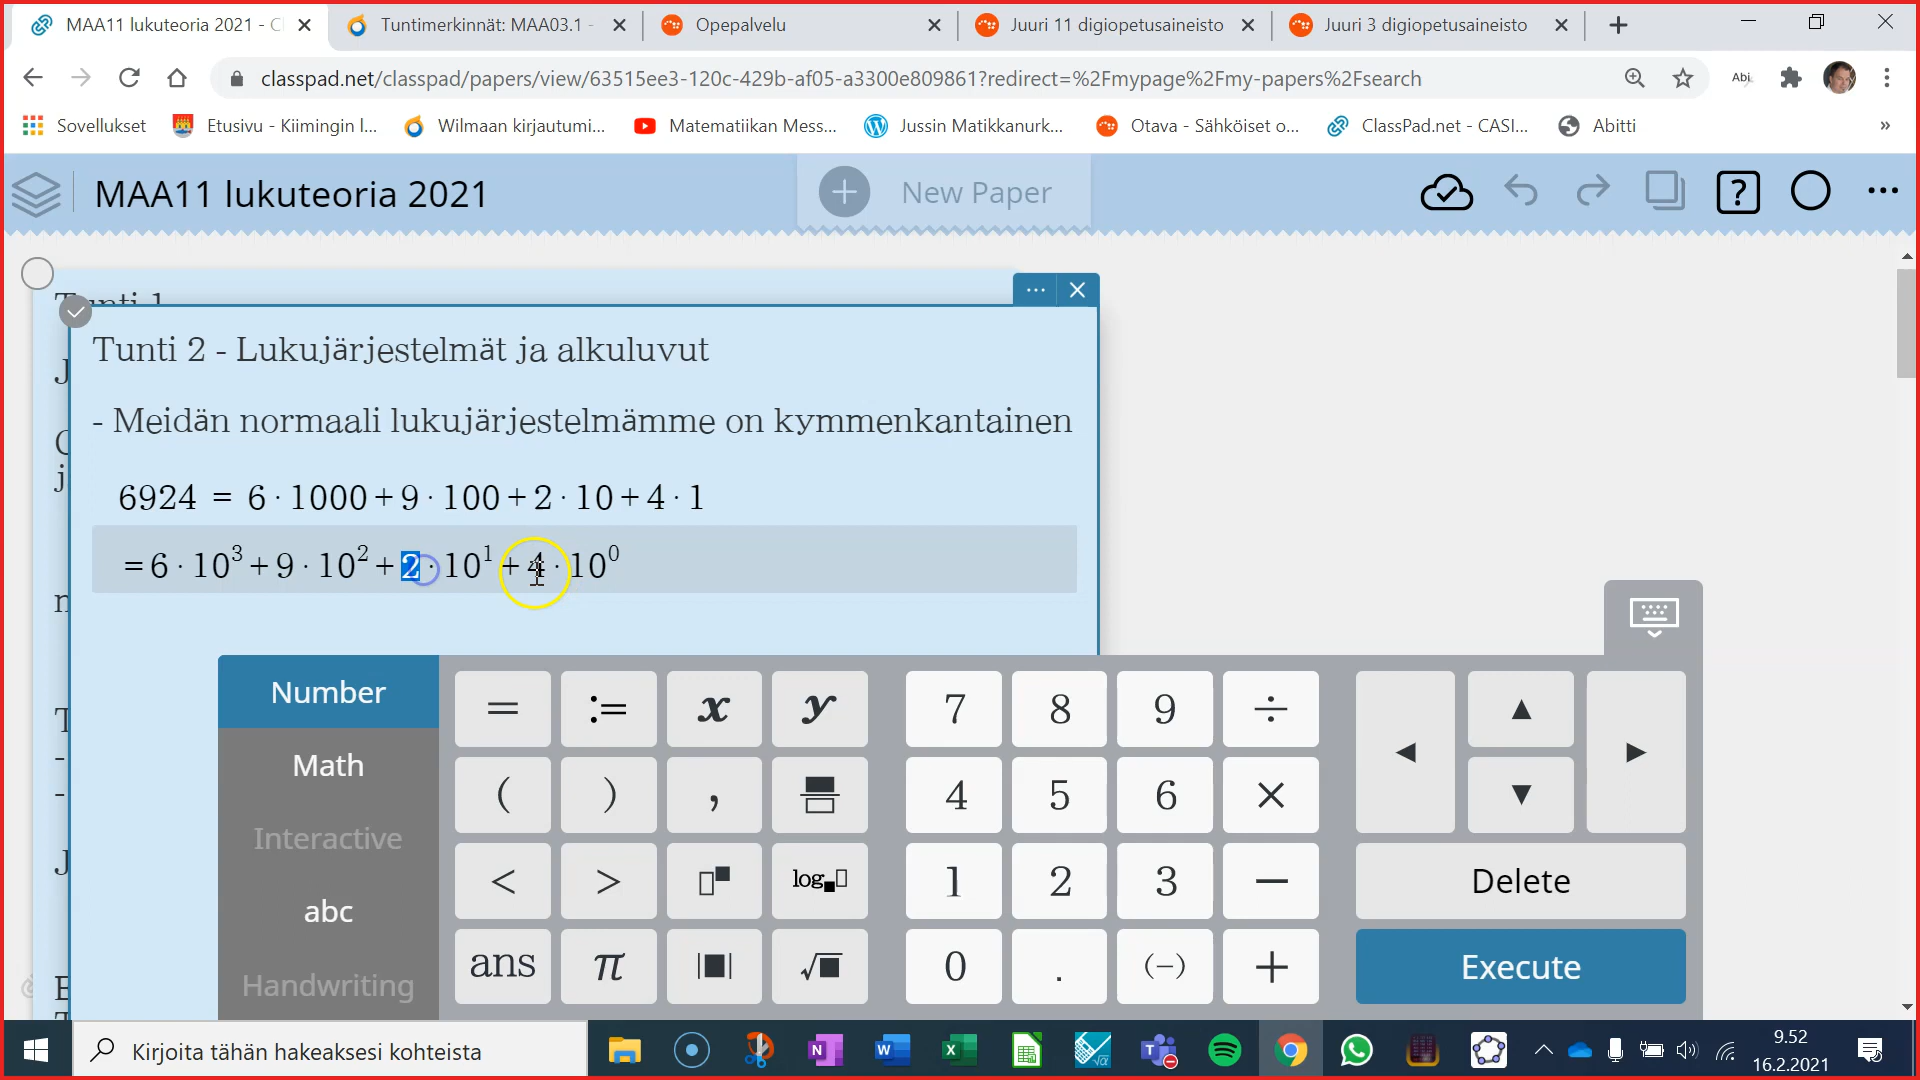 MAA11 lukuteoria 2021 - C
Tuntimerkinnät: MAA03.1 -
Opepalvelu
Juuri 11 digiopetusaineisto
Juuri 3 digiopetusaineisto
classpad.net/classpad/papers/view/63515ee3-120c-429b-af05-a3300e809861?redirect=%2Fmypage%2Fmy-papers%2Fsearch
Abi
Sovellukset
Etusivu - Kiimingin l...
Wilmaan kirjautumi...
Matematiikan Mess...
Jussin Matikkanurk...
Otava - Sähköiset o...
ClassPad.net - CASI...
Abitti
»
MAA11 lukuteoria 2021
New Paper
Tunti 1
Tunti 2 - Lukujärjestelmät ja alkuluvut
- Meidän normaali lukujärjestelmämme on kymmenkantainen
6924 = 6·1000+9·100+2·10+4·1
=6·10³+9·10²+2·10¹+4·10⁰
Number
Math
Interactive
abc
Handwriting
= := x y 7 8 9 ÷
( ) , 4 5 6 ×
< > log 1 2 3 − Delete
ans π |■| √■ 0 . (−) + Execute
Kirjoita tähän hakeaksesi kohteista
9.52
16.2.2021